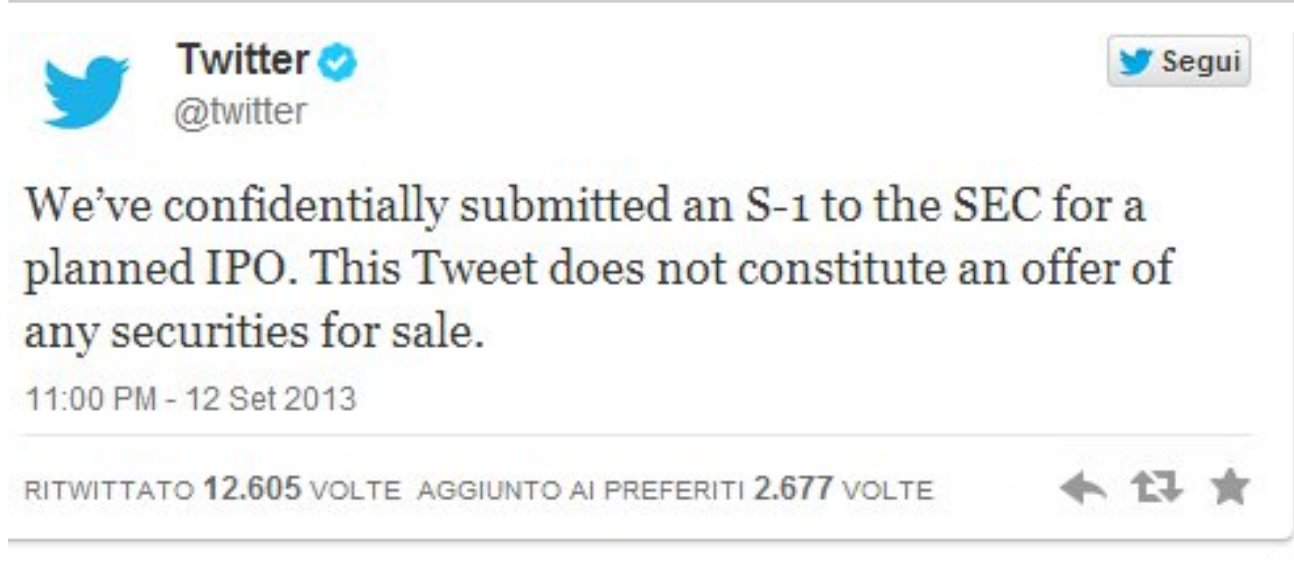 Twitter
Segui
@twitter
We've confidentially submitted an S-1 to the SEC for a
planned IPO. This Tweet does not constitute an offer of
any securities for sale.
11:00 PM - 12 Set 2013
RITWITTATO 12.605 VOLTE AGGIUNTO AI PREFERITI 2.677 VOLTE